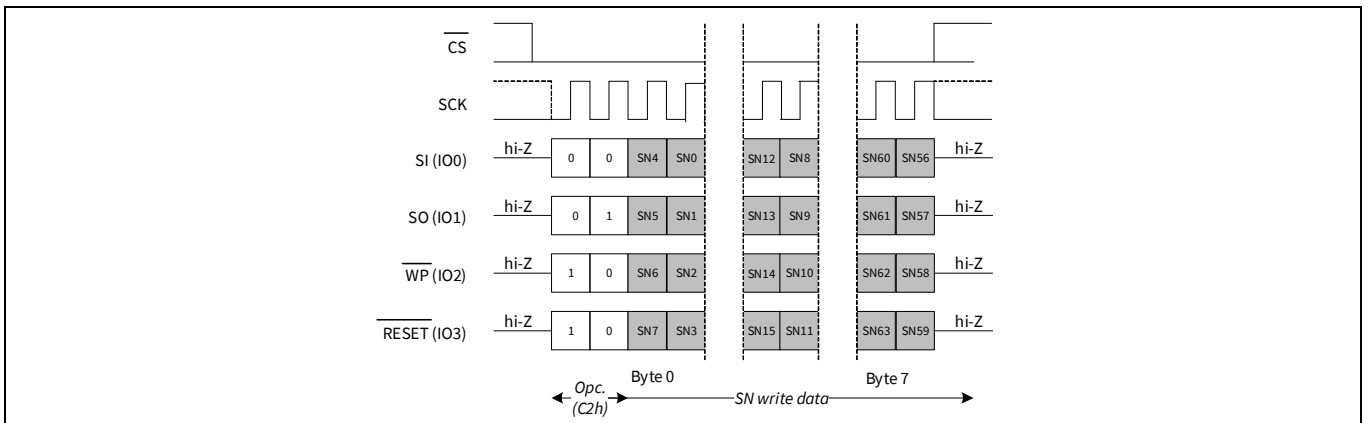 CS
SCK
SI (IO0) hi-Z 0 0 SN4 SN0 SN12 SN8 SN60 SN56 hi-Z
SO (IO1) hi-Z 0 1 SN5 SN1 SN13 SN9 SN61 SN57 hi-Z
WP (IO2) hi-Z 1 0 SN6 SN2 SN14 SN10 SN62 SN58 hi-Z
RESET (IO3) hi-Z 1 0 SN7 SN3 SN15 SN11 SN63 SN59 hi-Z
Byte 0 Byte 7
Opc. SN write data
(C2h)